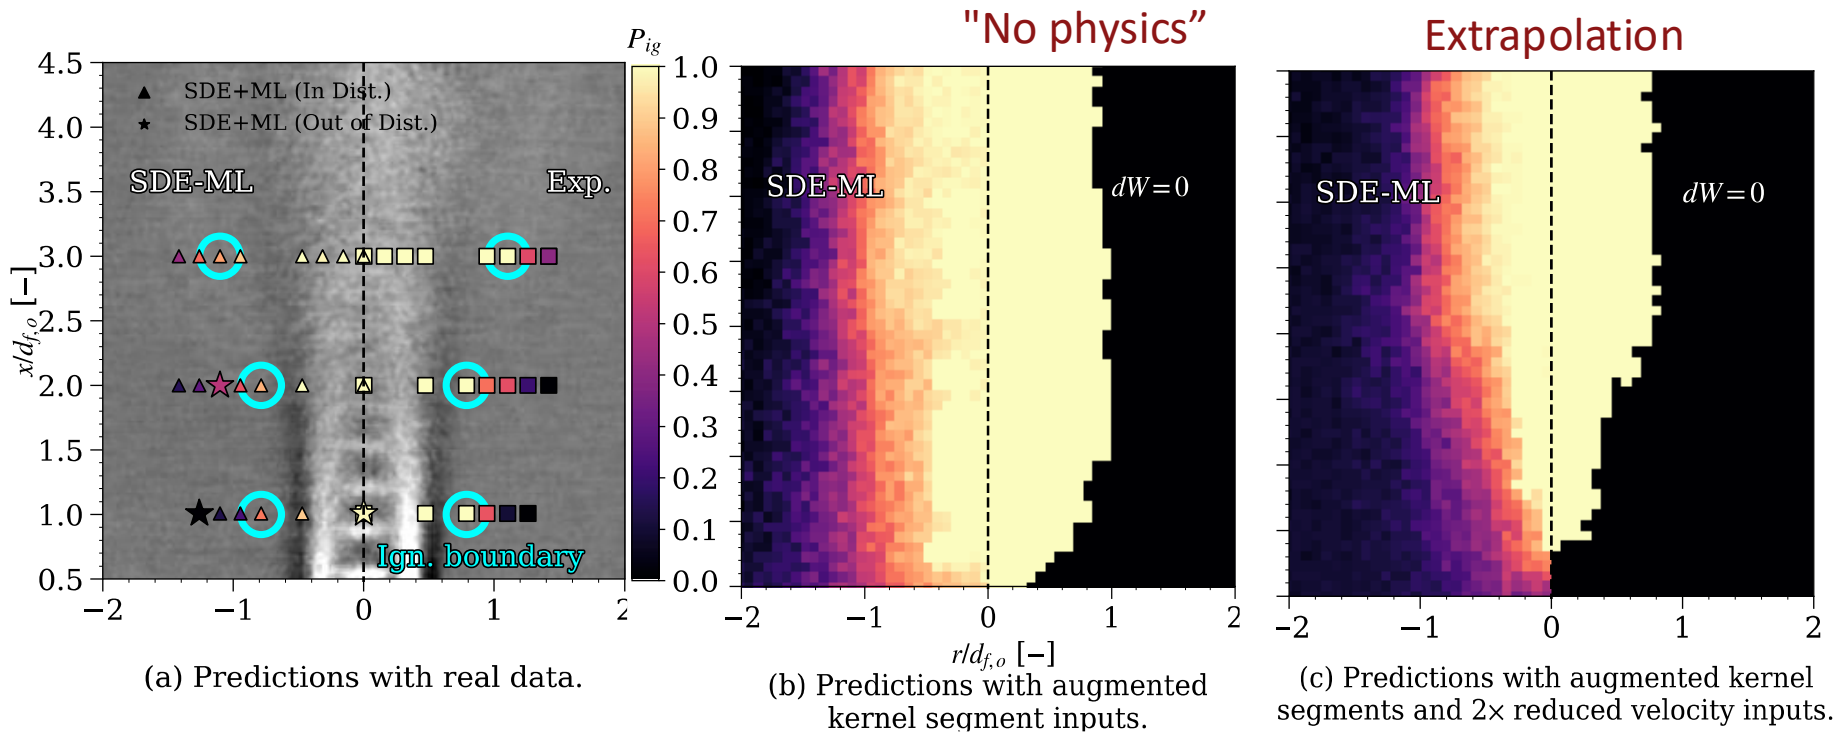 "No physics”
Extrapolation
P_ig
4.5
4.0
3.5
3.0
2.5
2.0
1.5
1.0
0.5
x/d_f,o [−]
SDE+ML (In Dist.)
SDE+ML (Out of Dist.)
SDE-ML
Exp.
Ign. boundary
−2
−1
0
1
2
1.0
0.9
0.8
0.7
0.6
0.5
0.4
0.3
0.2
0.1
0.0
SDE-ML
dW = 0
−2
−1
0
1
2
r/d_f,o [−]
SDE-ML
dW = 0
−2
−1
0
1
2
(a) Predictions with real data.
(b) Predictions with augmented
kernel segment inputs.
(c) Predictions with augmented kernel
segments and 2× reduced velocity inputs.